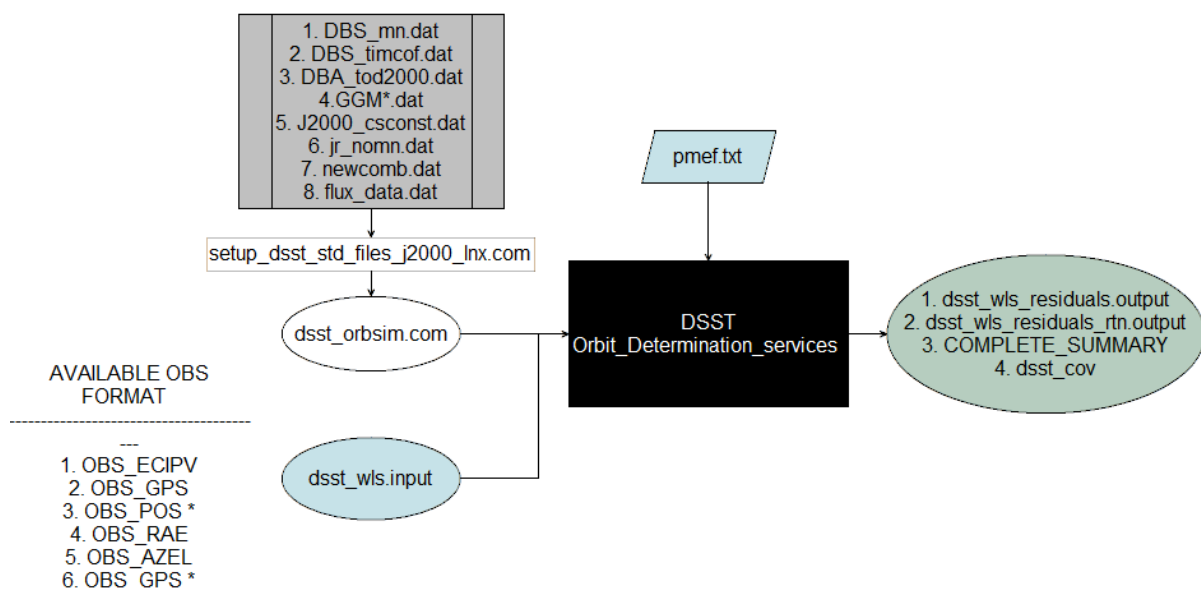 1. DBS_mn.dat
2. DBS_timcof.dat
3. DBA_tod2000.dat
4.GGM*.dat
5. J2000_csconst.dat
6. jr_nomn.dat
7. newcomb.dat
8. flux_data.dat
pmef.txt
setup_dsst_std_files_j2000_lnx.com
dsst_orbsim.com
DSST
Orbit_Determination_services
1. dsst_wls_residuals.output
2. dsst_wls_residuals_rtn.output
3. COMPLETE_SUMMARY
4. dsst_cov
AVAILABLE OBS
FORMAT
----------------------------------------
---
1. OBS_ECIPV
2. OBS_GPS
3. OBS_POS *
4. OBS_RAE
5. OBS_AZEL
6. OBS_GPS *
dsst_wls.input